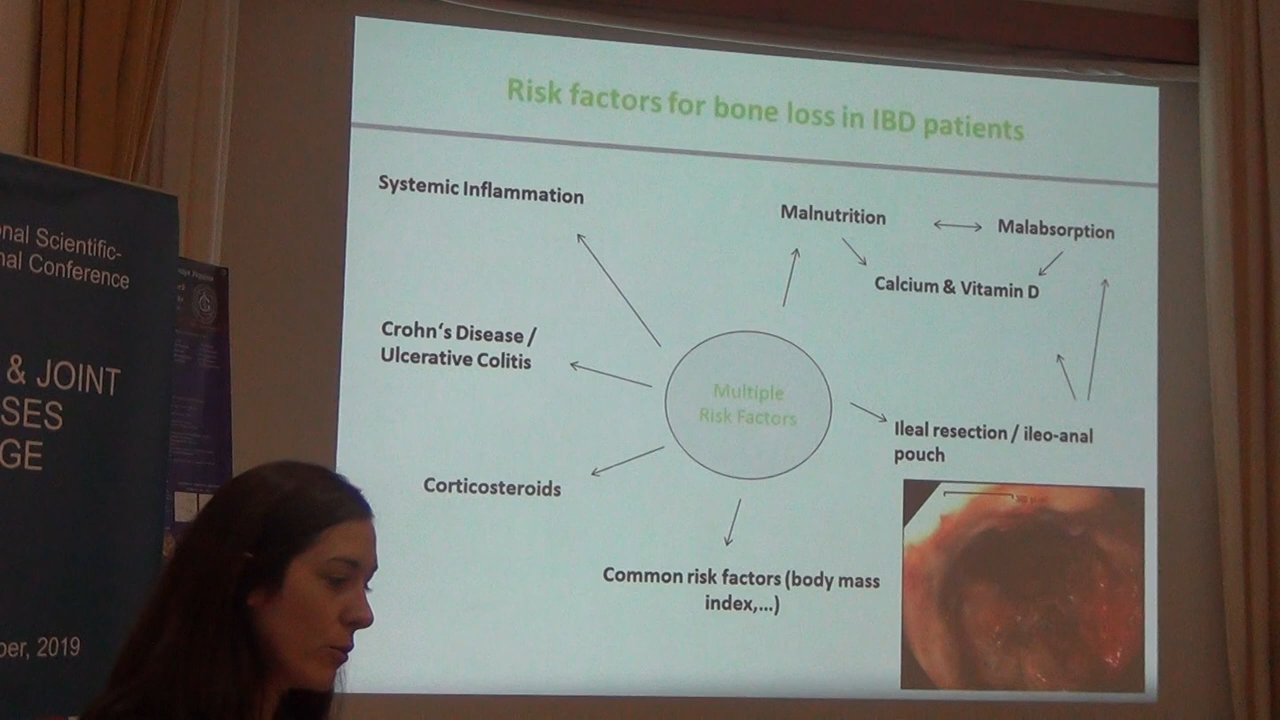 Risk factors for bone loss in IBD patients
Systemic Inflammation
Malnutrition
Malabsorption
Calcium & Vitamin D
Crohn‘s Disease /
Ulcerative Colitis
Multiple
Risk Factors
Ileal resection / ileo-anal
pouch
Corticosteroids
Common risk factors (body mass
index,...)
nal Scientific-
nal Conference
& JOINT
SES
GE
ber, 2019